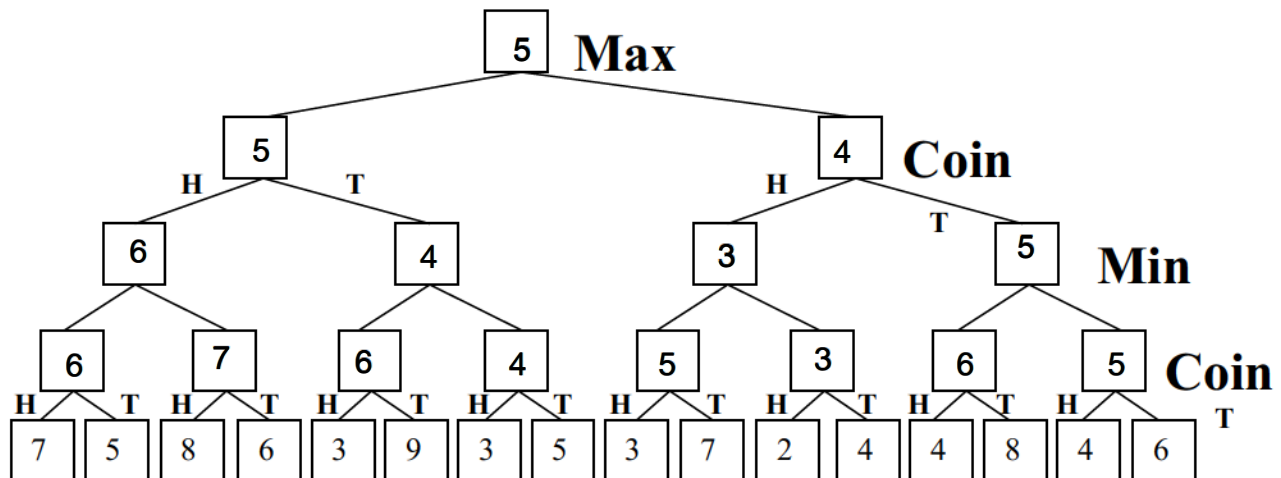 5 Max
5 4 Coin
H T H T
6 4 3 5 Min
6 7 6 4 5 3 6 5 Coin
H T H T H T H T H T H T H T H T
7 5 8 6 3 9 3 5 3 7 2 4 4 8 4 6